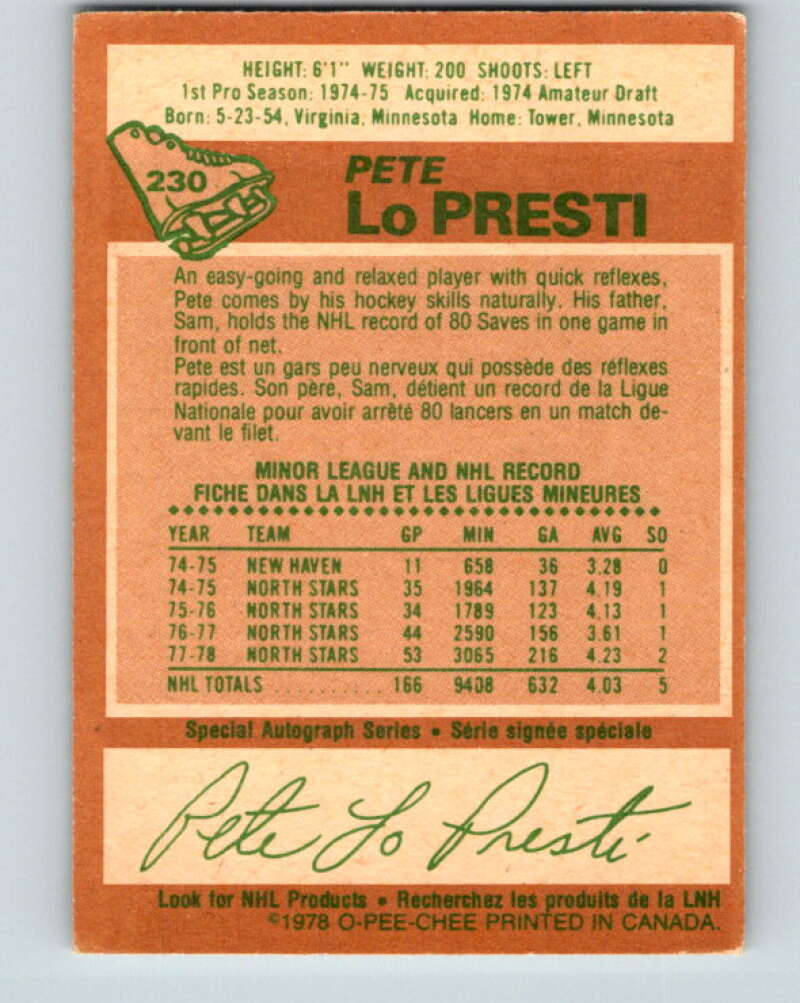 HEIGHT: 6'1" WEIGHT: 200 SHOOTS: LEFT
1st Pro Season: 1974-75 Acquired: 1974 Amateur Draft
Born: 5-23-54, Virginia, Minnesota Home: Tower, Minnesota
230
PETE
Lo PRESTI
An easy-going and relaxed player with quick reflexes,
Pete comes by his hockey skills naturally. His father,
Sam, holds the NHL record of 80 Saves in one game in
front of net.
Pete est un gars peu nerveux qui possède des réflexes
rapides. Son père, Sam, détient un record de la Ligue
Nationale pour avoir arrêté 80 lancers en un match de-
vant le filet.
MINOR LEAGUE AND NHL RECORD
FICHE DANS LA LNH ET LES LIGUES MINEURES
YEAR TEAM GP MIN GA AVG SO
74-75 NEW HAVEN 11 658 36 3.28 0
74-75 NORTH STARS 35 1964 137 4.19 1
75-76 NORTH STARS 34 1789 123 4.13 1
76-77 NORTH STARS 44 2590 156 3.61 1
77-78 NORTH STARS 53 3065 216 4.23 2
NHL TOTALS .......... 166 9408 632 4.03 5
Special Autograph Series • Série signée spéciale
Pete Lo Presti
Look for NHL Products • Recherchez les produits de la LNH
©1978 O-PEE-CHEE PRINTED IN CANADA.